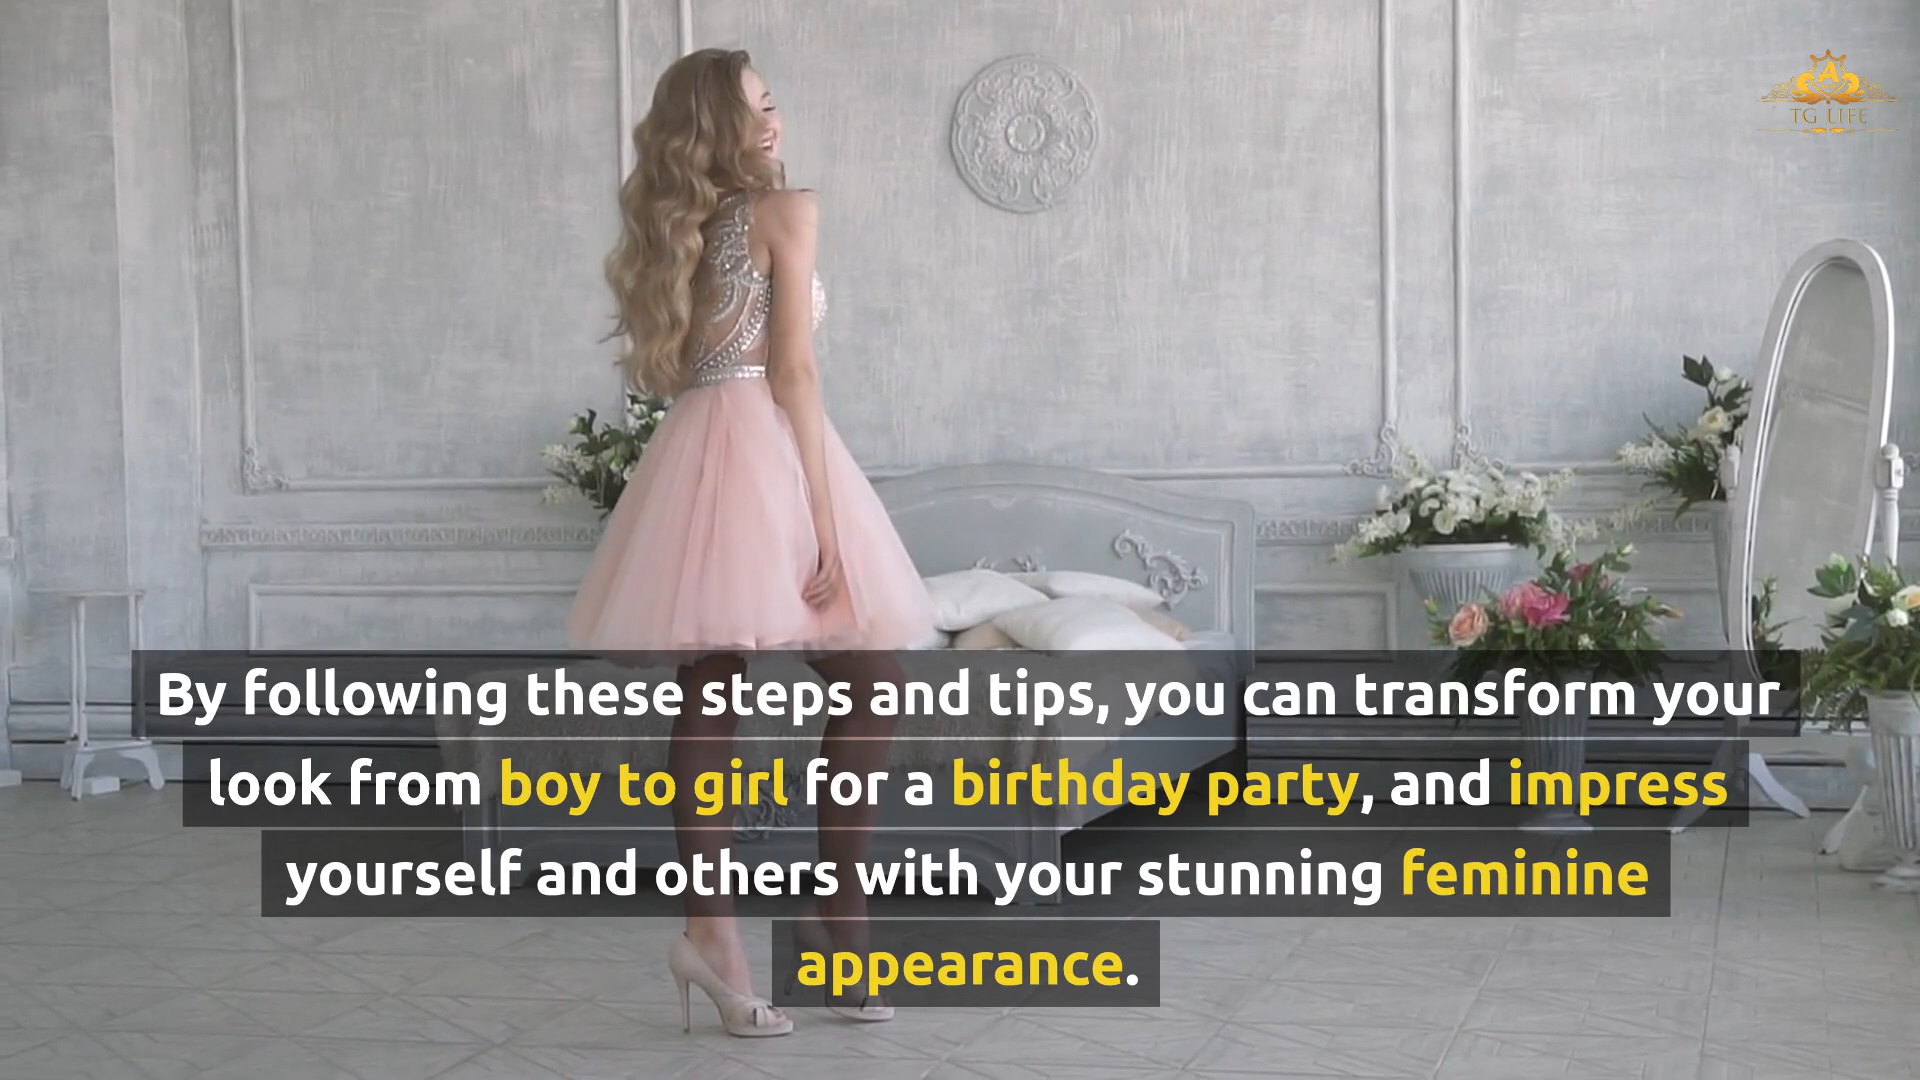 A
TG LIFE
By following these steps and tips, you can transform your
look from boy to girl for a birthday party, and impress
yourself and others with your stunning feminine
appearance.